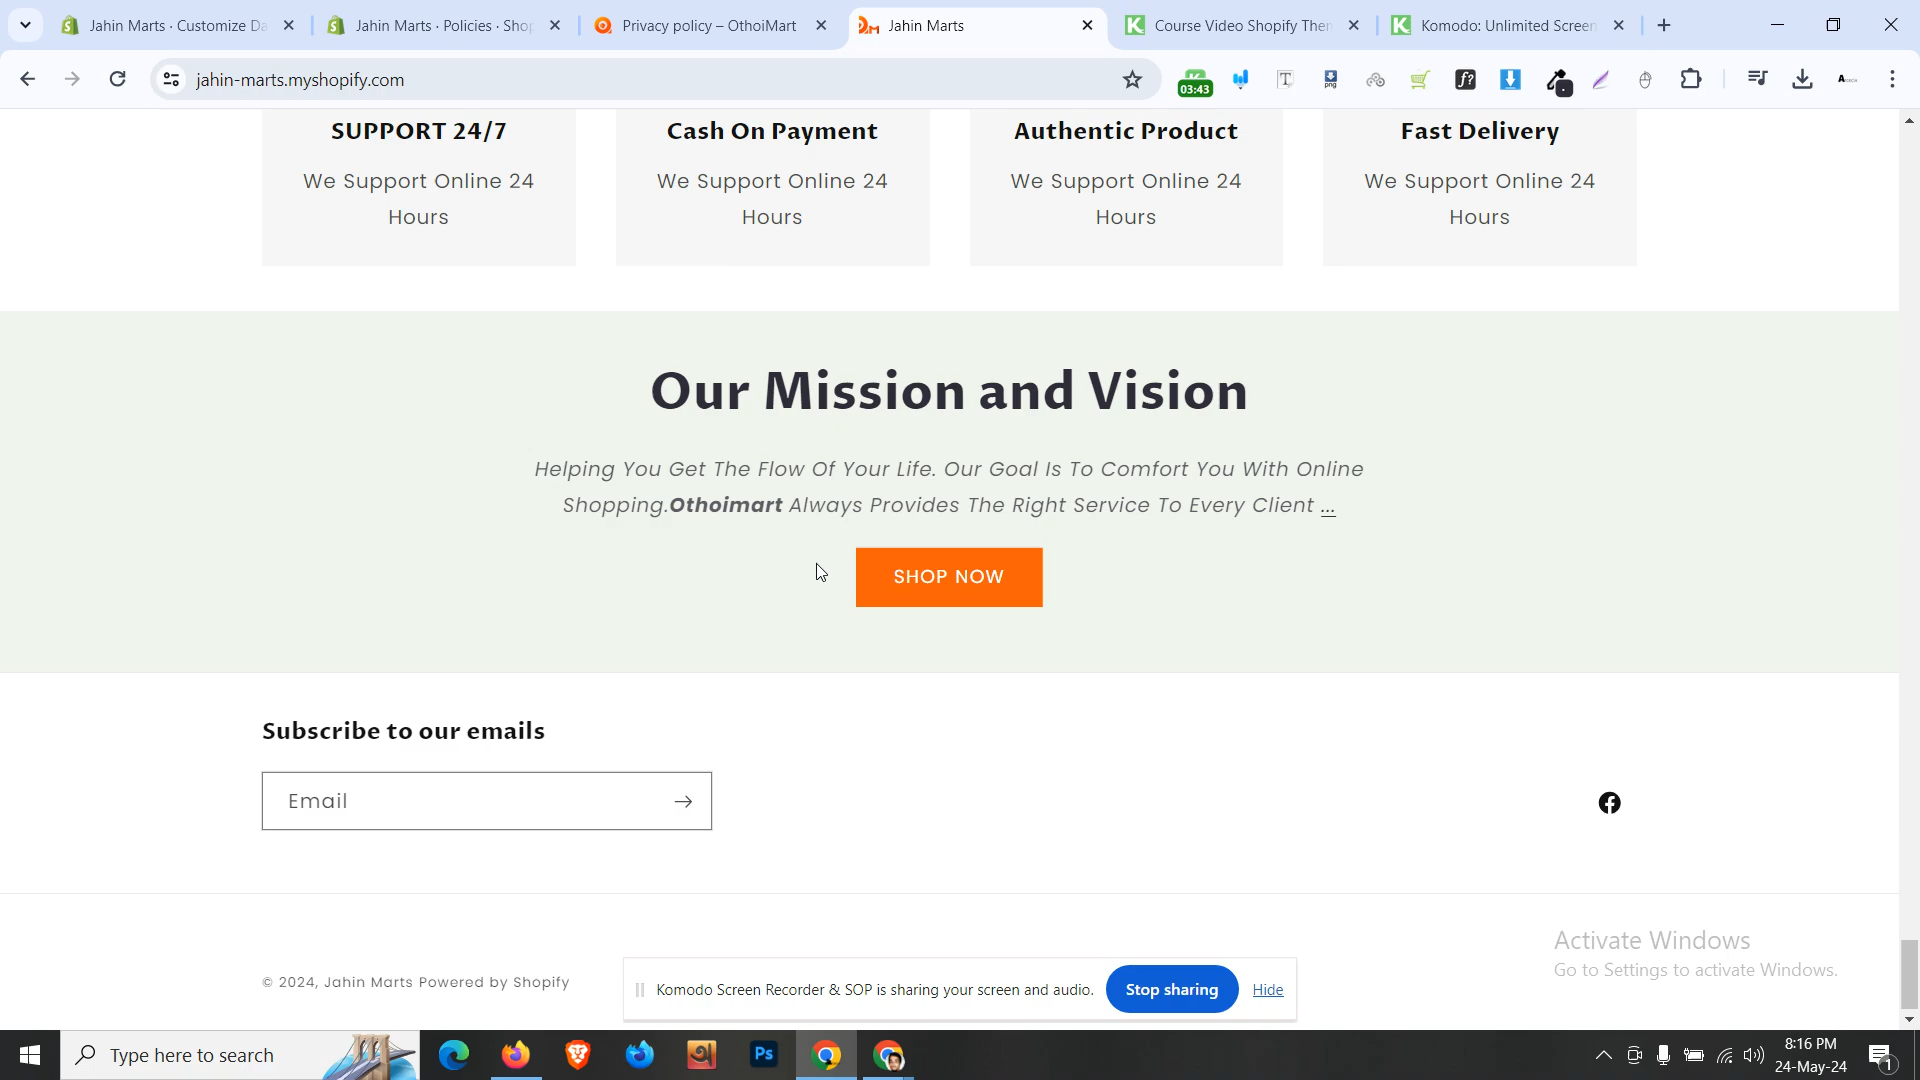 Jahin Marts · Customize Da
Jahin Marts · Policies · Shop
Privacy policy – OthoiMart
Jahin Marts
Course Video Shopify Then
Komodo: Unlimited Screen
jahin-marts.myshopify.com
03:43
SUPPORT 24/7
We Support Online 24
Hours
Cash On Payment
We Support Online 24
Hours
Authentic Product
We Support Online 24
Hours
Fast Delivery
We Support Online 24
Hours
Our Mission and Vision
Helping You Get The Flow Of Your Life. Our Goal Is To Comfort You With Online
Shopping.Othoimart Always Provides The Right Service To Every Client ...
SHOP NOW
Subscribe to our emails
Email
© 2024, Jahin Marts Powered by Shopify
Komodo Screen Recorder & SOP is sharing your screen and audio.
Stop sharing
Hide
Activate Windows
Go to Settings to activate Windows.
Type here to search
Ps
8:16 PM
24-May-24
1